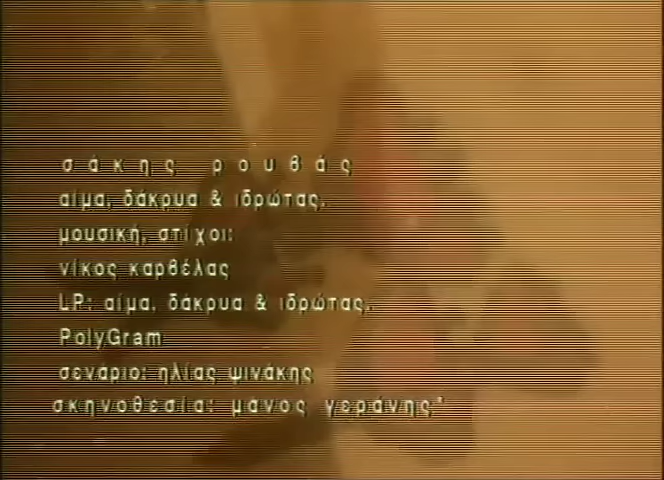 σάκης ρουβάς
αίμα, δάκρυα & ιδρώτας.
μουσική, στίχοι:
νίκος καρβέλας
LP: αίμα, δάκρυα & ιδρώτας,
PolyGram
σενάριο: ηλίας ψινάκης
σκηνοθεσία: μάνος γεράνης"